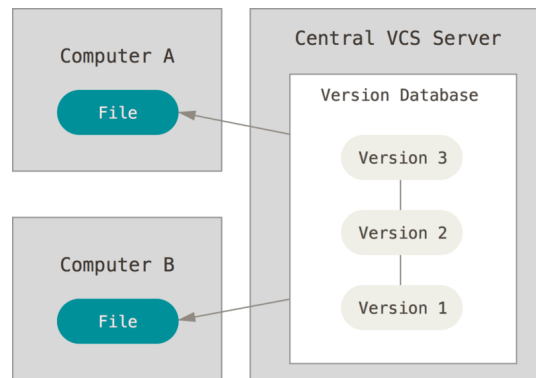 Computer A
File
Computer B
File
Central VCS Server
Version Database
Version 3
Version 2
Version 1